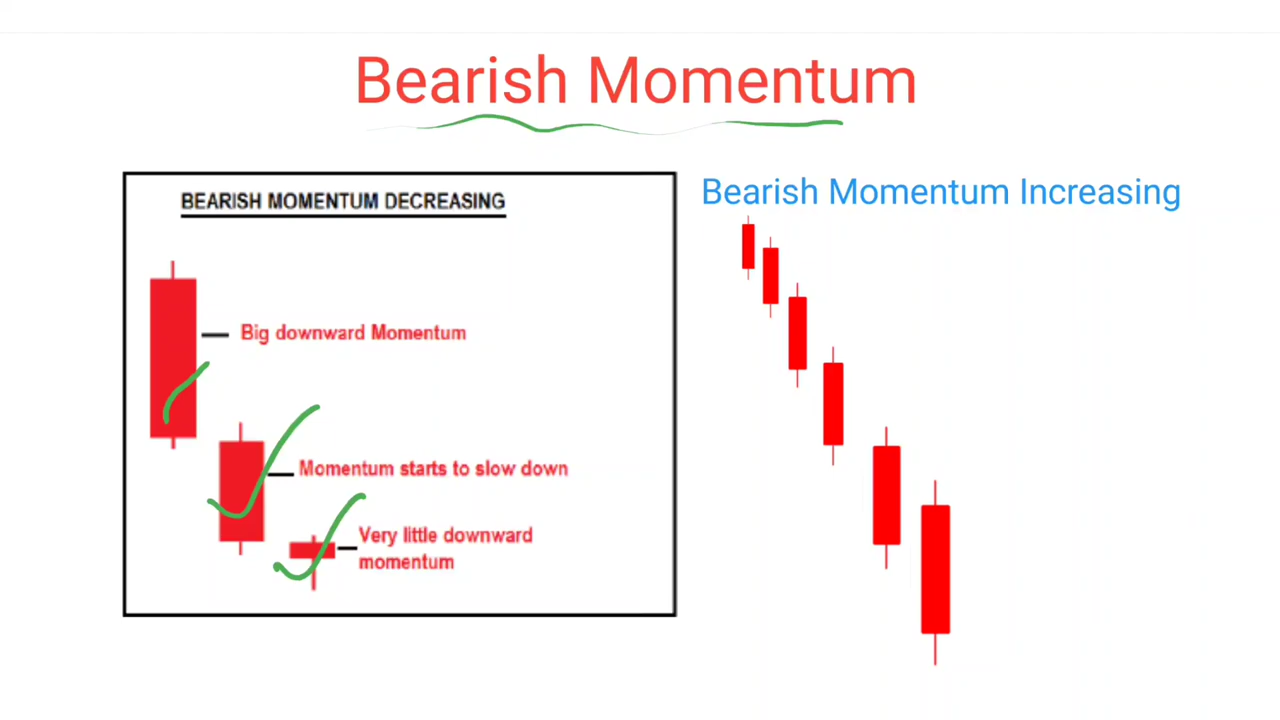 Bearish Momentum
BEARISH MOMENTUM DECREASING
Big downward Momentum
Momentum starts to slow down
Very little downward
momentum
Bearish Momentum Increasing